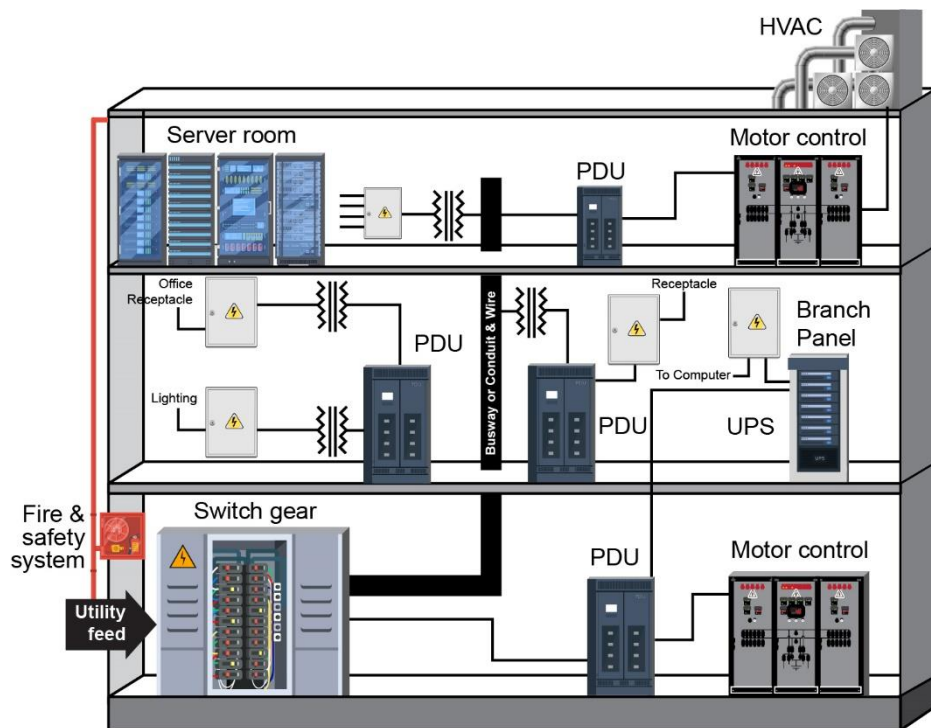 HVAC
Server room
PDU
Motor control
Office
Receptacle
PDU
Lighting
Busway or Conduit & Wire
Receptacle
Branch
Panel
To Computer
PDU
UPS
UPS
Fire &
safety
system
Switch gear
PDU
Motor control
Utility
feed